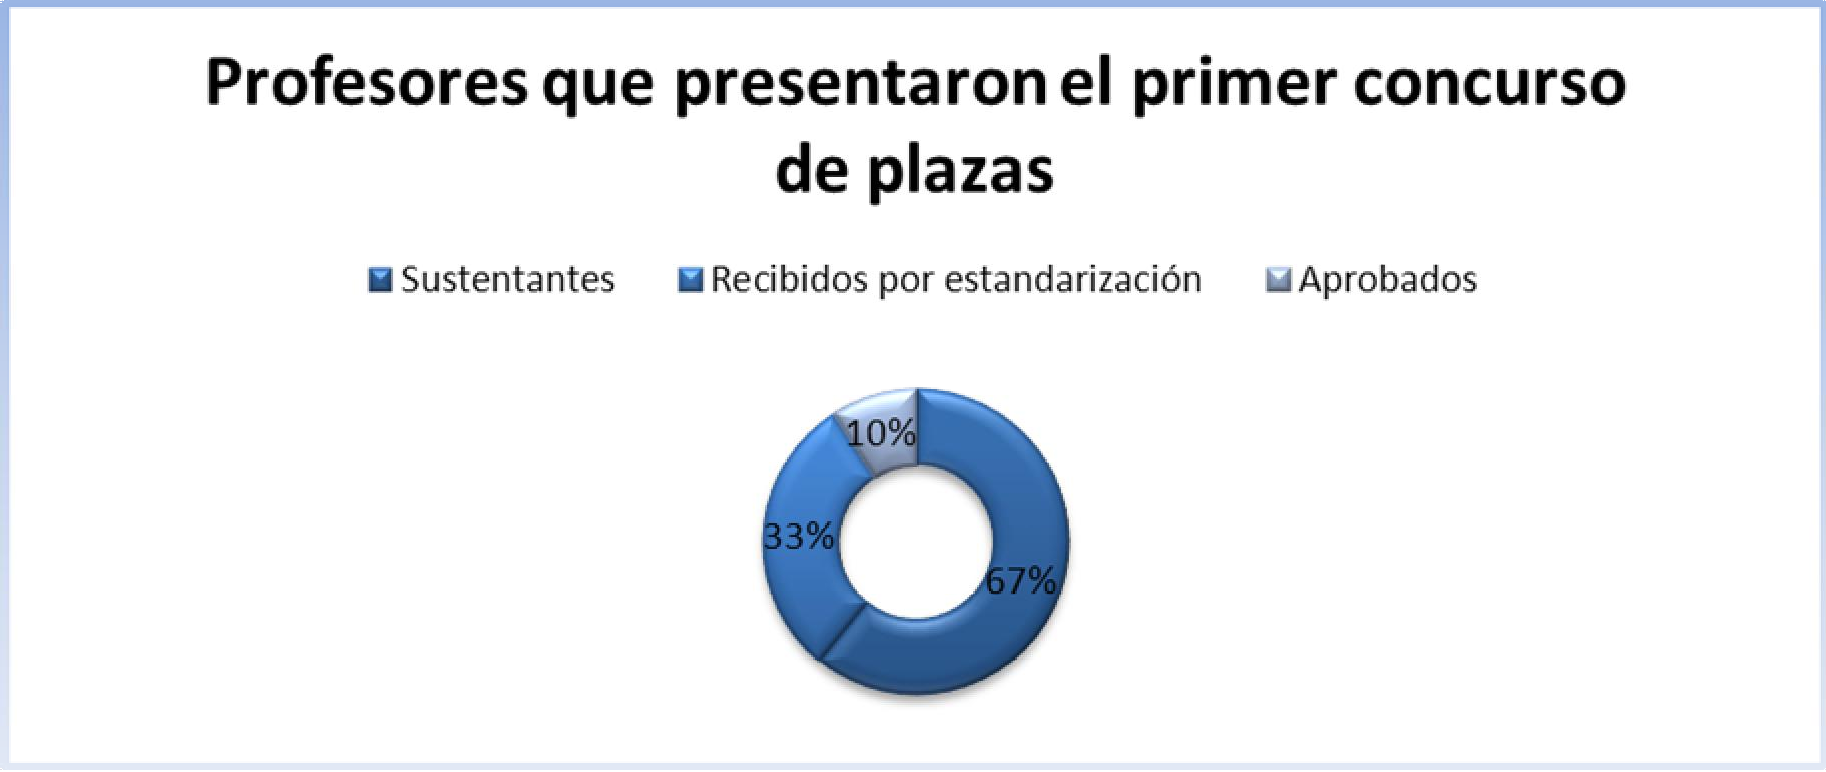 Profesores que presentaron el primer concurso
de plazas
Sustentantes Recibidos por estandarización Aprobados
10%
33%
67%